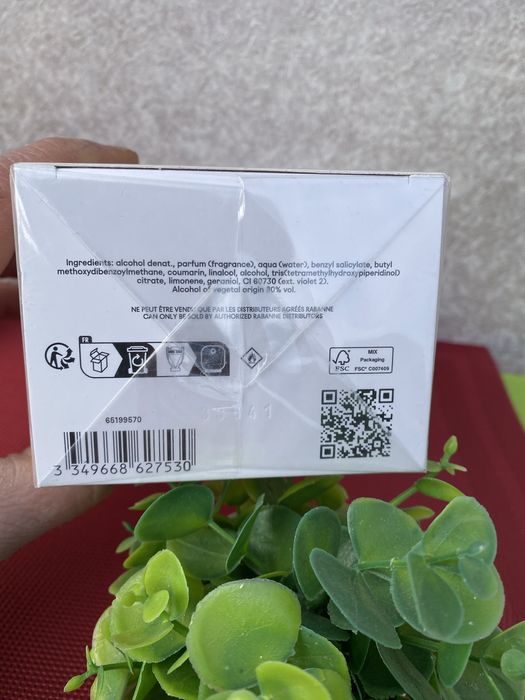 Ingredients: alcohol denat., parfum (fragrance), aqua (water), benzyl salicylate, butyl
methoxydibenzoylmethane, coumarin, linalool, alcohol, tris(tetramethylhydroxypiperidinol)
citrate, limonene, geraniol, CI 60730 (ext. violet 2).
Alcohol of vegetal origin 80% vol.
NE PEUT ÊTRE VENDU QUE PAR LES DISTRIBUTEURS AGRÉÉS RABANNE
CAN ONLY BE SOLD BY AUTHORIZED RABANNE DISTRIBUTORS
FR
FSC
MIX
Packaging
FSC® C007409
65199570
3 349668 627530